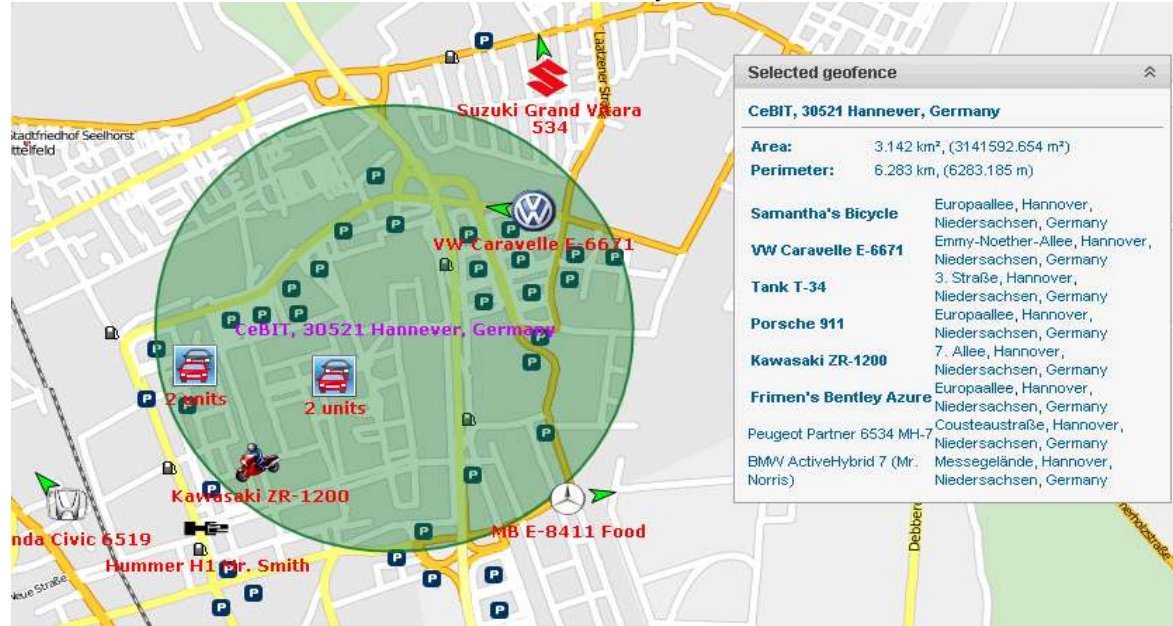 Laatzener Straße
Suzuki Grand Vitara
534
Stadtfriedhof Seelhorst
ttelfeld
VW Caravelle E-6671
CeBIT, 30521 Hannever, Germany
2 units
2 units
Kawasaki ZR-1200
nda Civic 6519
MB E-8411 Food
Hummer H1 Mr. Smith
neue Straße
Debber
nerholzstraße
Selected geofence
CeBIT, 30521 Hannever, Germany
Area: 3.142 km², (3141592.654 m²)
Perimeter: 6.283 km, (6283.185 m)
Samantha's Bicycle Europaallee, Hannover,
Niedersachsen, Germany
VW Caravelle E-6671 Emmy-Noether-Allee, Hannover,
Niedersachsen, Germany
Tank T-34 3. Straße, Hannover,
Niedersachsen, Germany
Porsche 911 Europaallee, Hannover,
Niedersachsen, Germany
Kawasaki ZR-1200 7. Allee, Hannover,
Niedersachsen, Germany
Frimen's Bentley Azure Europaallee, Hannover,
Niedersachsen, Germany
Peugeot Partner 6534 MH-7 Cousteaustraße, Hannover,
Niedersachsen, Germany
BMW ActiveHybrid 7 (Mr. Messegelände, Hannover,
Norris) Niedersachsen, Germany